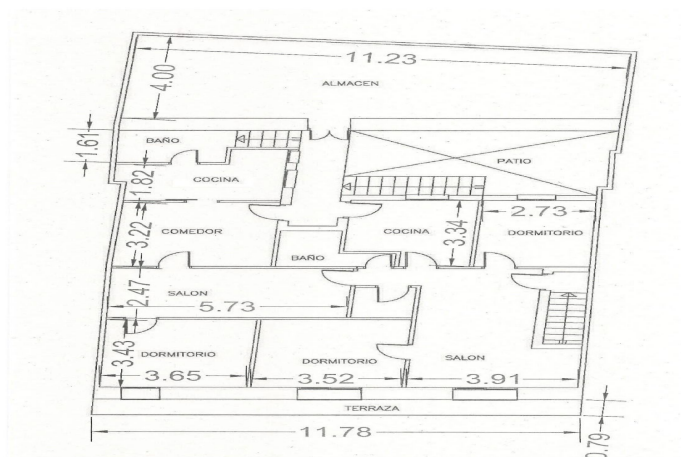 11.23
4.00
ALMACEN
1.61
BAÑO
PATIO
COCINA
1.82
2.73
COMEDOR
3.22
COCINA
3.34
DORMITORIO
BAÑO
SALON
2.47
5.73
3.43
DORMITORIO
DORMITORIO
SALON
3.65
3.52
3.91
TERRAZA
11.78
0.79